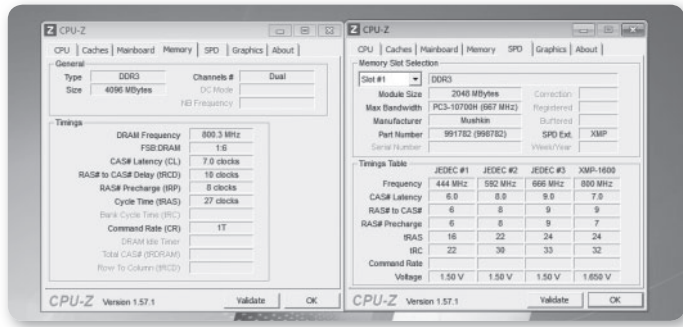 CPU-Z
CPU Caches Mainboard Memory SPD Graphics About
General
Type DDR3 Channels # Dual
Size 4096 MBytes DC Mode
NB Frequency
Timings
DRAM Frequency 800.3 MHz
FSB:DRAM 1:6
CAS# Latency (CL) 7.0 clocks
RAS# to CAS# Delay (tRCD) 10 clocks
RAS# Precharge (tRP) 8 clocks
Cycle Time (tRAS) 27 clocks
Bank Cycle Time (tRC)
Command Rate (CR) 1T
DRAM Idle Timer
Total CAS# (tRDRAM)
Row To Column (tRCD)
CPU-Z Version 1.57.1 Validate OK
CPU-Z
CPU Caches Mainboard Memory SPD Graphics About
Memory Slot Selection
Slot #1 DDR3
Module Size 2048 MBytes Correction
Max Bandwidth PC3-10700H (667 MHz) Registered
Manufacturer Mushkin Buffered
Part Number 991782 (998782) SPD Ext. XMP
Serial Number Week/Year
Timings Table
JEDEC #1 JEDEC #2 JEDEC #3 XMP-1600
Frequency 444 MHz 592 MHz 666 MHz 800 MHz
CAS# Latency 6.0 8.0 9.0 7.0
RAS# to CAS# 6 8 9 9
RAS# Precharge 6 8 9 7
tRAS 16 22 24 24
tRC 22 30 33 32
Command Rate
Voltage 1.50 V 1.50 V 1.50 V 1.650 V
CPU-Z Version 1.57.1 Validate OK